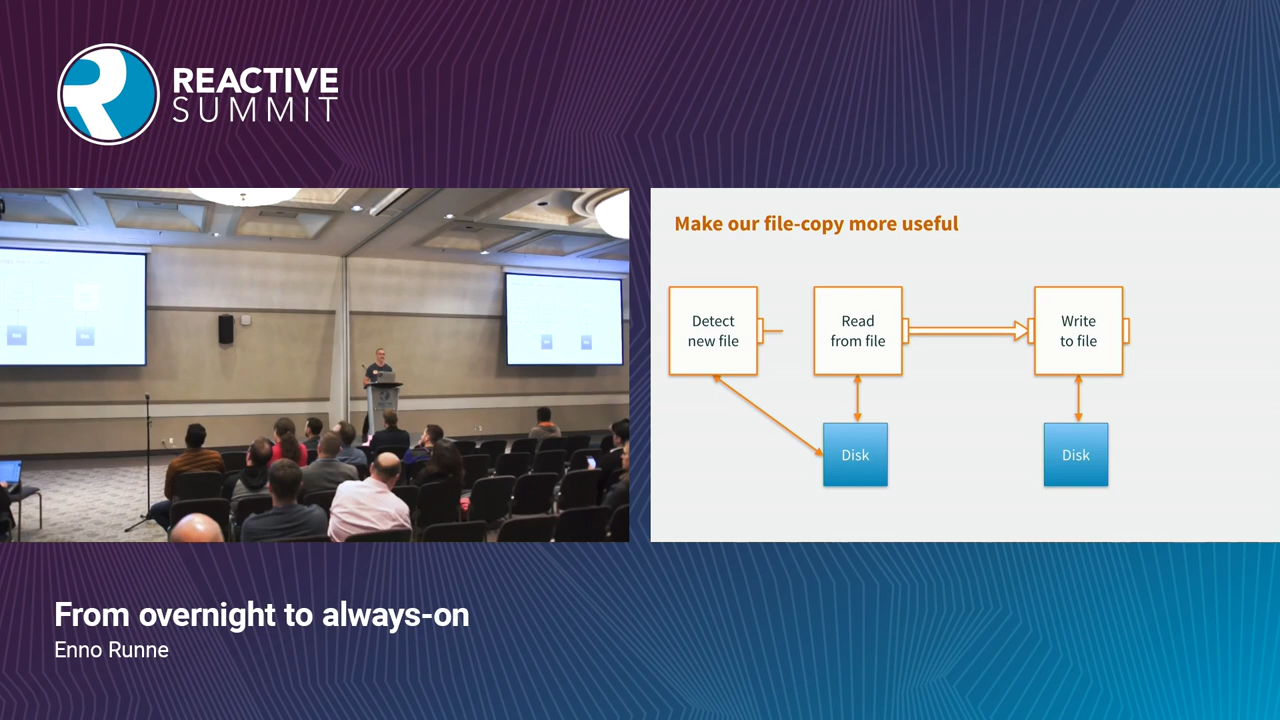 REACTIVE
SUMMIT
Make our file-copy more useful
Detect
new file
Read
from file
Write
to file
Disk
Disk
REACTIVE
From overnight to always-on
Enno Runne